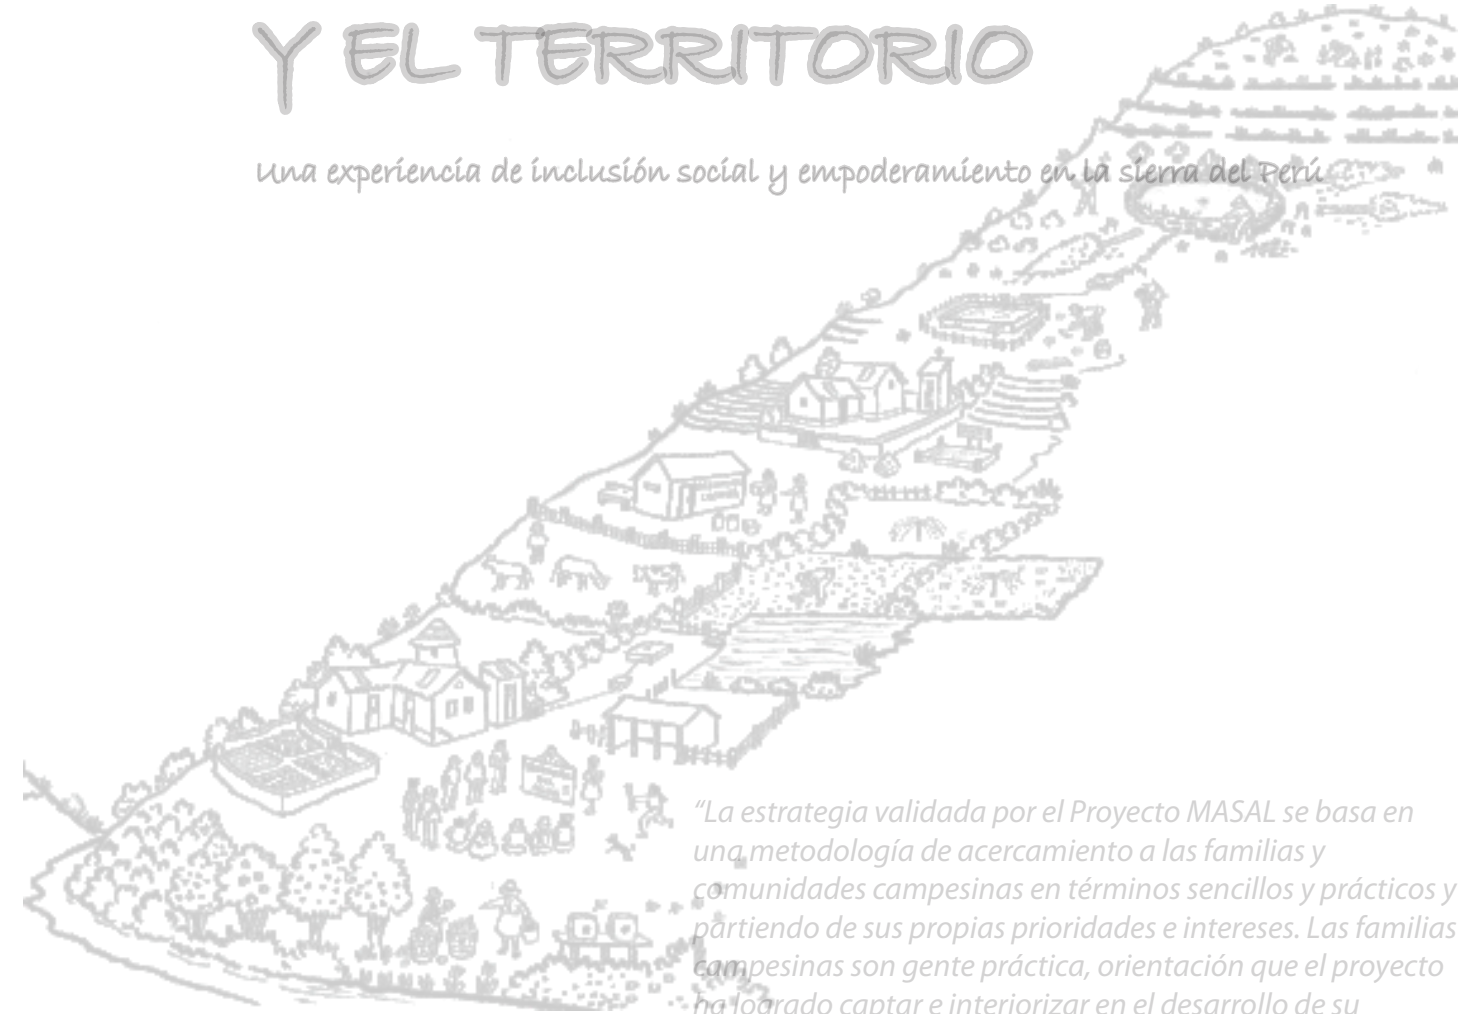 Y EL TERRITORIO
Una experiencia de inclusión social y empoderamiento en la sierra del Perú
“La estrategia validada por el Proyecto MASAL se basa en
una metodología de acercamiento a las familias y
comunidades campesinas en términos sencillos y prácticos y
partiendo de sus propias prioridades e intereses. Las familias
campesinas son gente práctica, orientación que el proyecto
ha logrado captar e interiorizar en el desarrollo de su